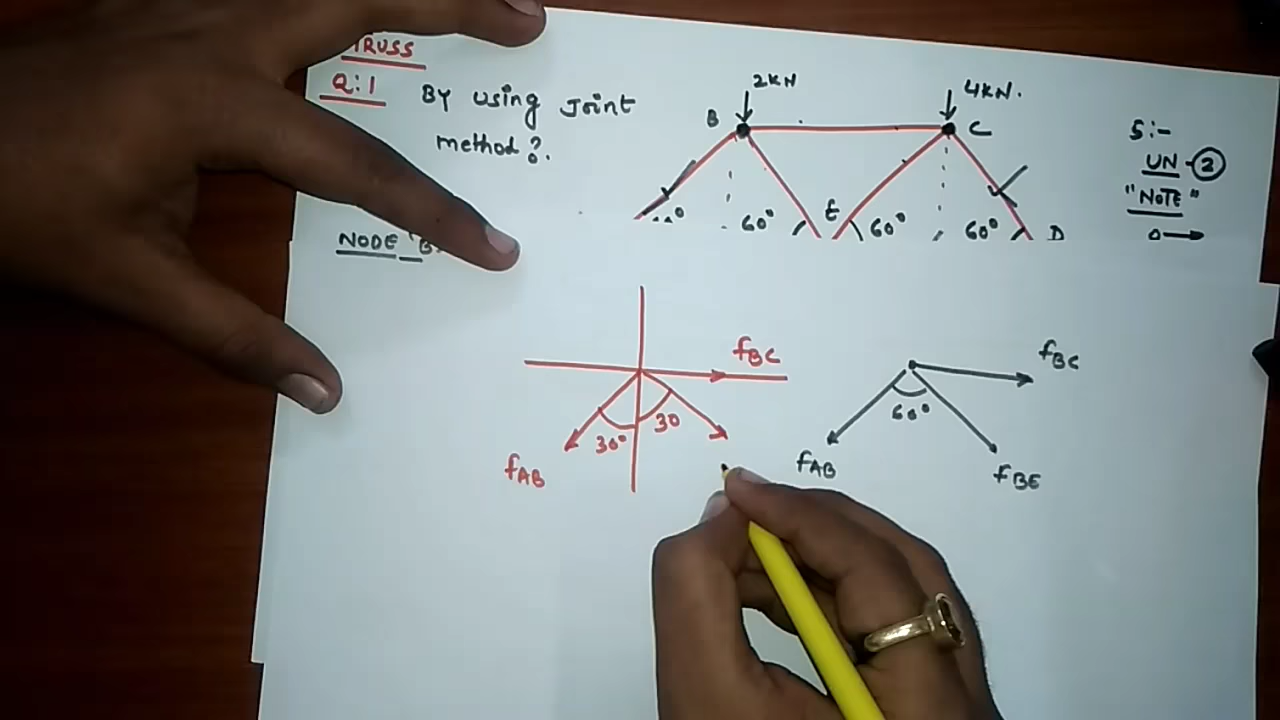 TRUSS
Q:1 By using Joint
method?.
2KN
4KN.
B
C
60° E 60° 60° D
S:-
UN-②
"NOTE"
NODE 'B'
fBC
30° 30
fAB
fBC
60°
fAB
fBE